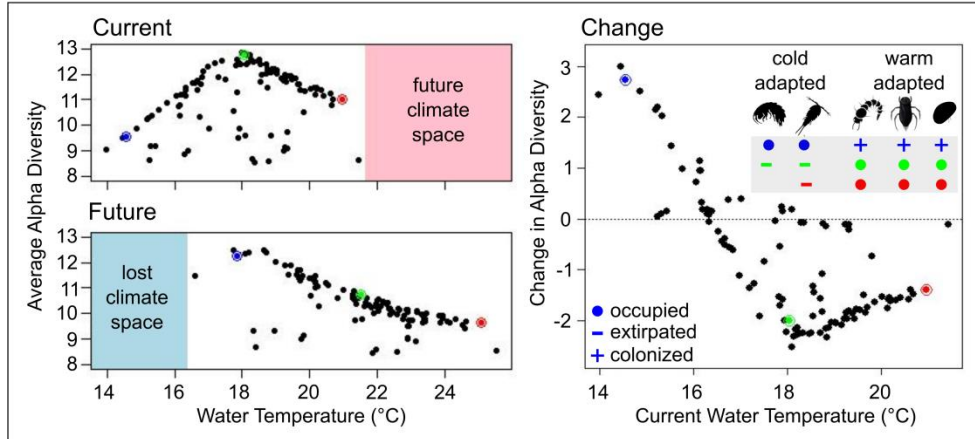 Current
13
12
11
10
9
8
future
climate
space
Average Alpha Diversity
Future
13
12
11
10
9
8
lost
climate
space
14 16 18 20 22 24
Water Temperature (°C)
Change
Change in Alpha Diversity
3
2
1
0
-1
-2
cold
adapted
warm
adapted
occupied
extirpated
colonized
14 16 18 20
Current Water Temperature (°C)